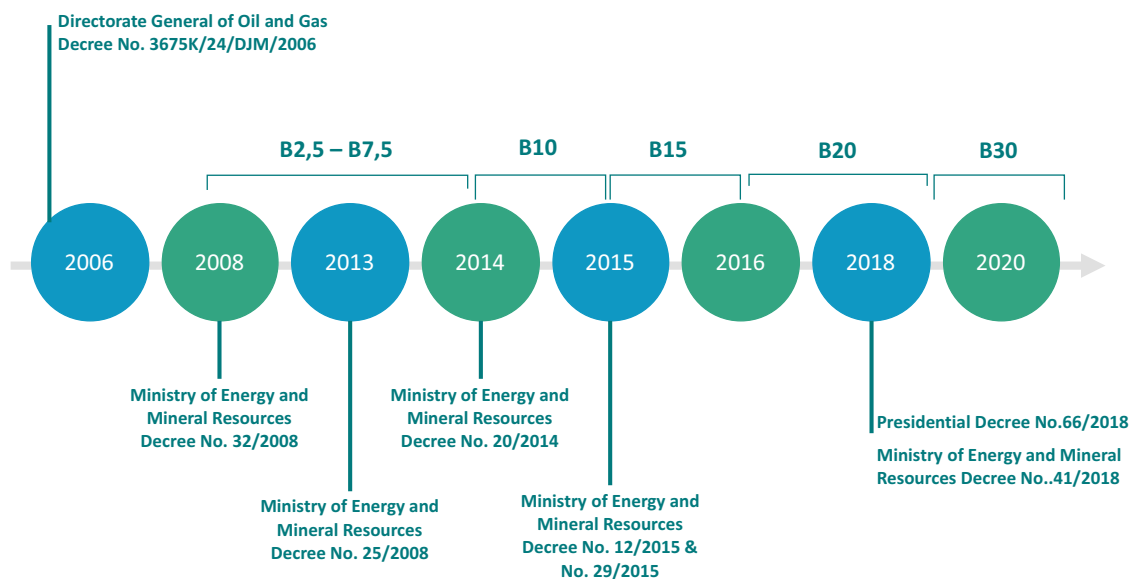 Directorate General of Oil and Gas
Decree No. 3675K/24/DJM/2006
B2,5 – B7,5
B10
B15
B20
B30
2006
2008
2013
2014
2015
2016
2018
2020
Ministry of Energy and
Mineral Resources
Decree No. 32/2008
Ministry of Energy and
Mineral Resources
Decree No. 20/2014
Presidential Decree No.66/2018
Ministry of Energy and Mineral
Resources Decree No..41/2018
Ministry of Energy and
Mineral Resources
Decree No. 25/2008
Ministry of Energy and
Mineral Resources
Decree No. 12/2015 &
No. 29/2015